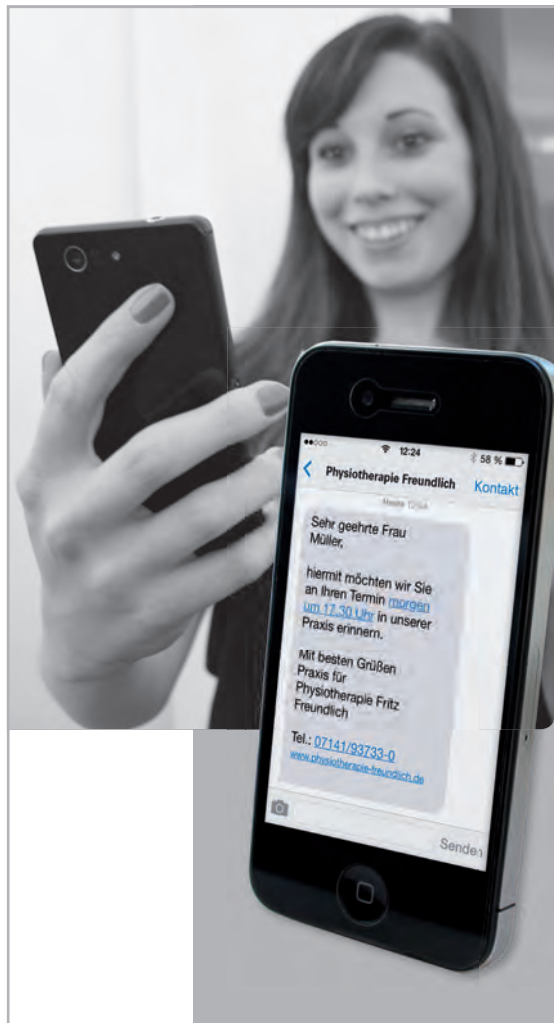 12:24
58 %
Physiotherapie Freundlich
Kontakt
Heute
Sehr geehrte Frau
Müller,
hiermit möchten wir Sie
an Ihren Termin morgen
um 17.30 Uhr in unserer
Praxis erinnern.
Mit besten Grüßen
Praxis für
Physiotherapie Fritz
Freundlich
Tel.: 07141/93733-0
www.physiotherapie-freundlich.de
Senden